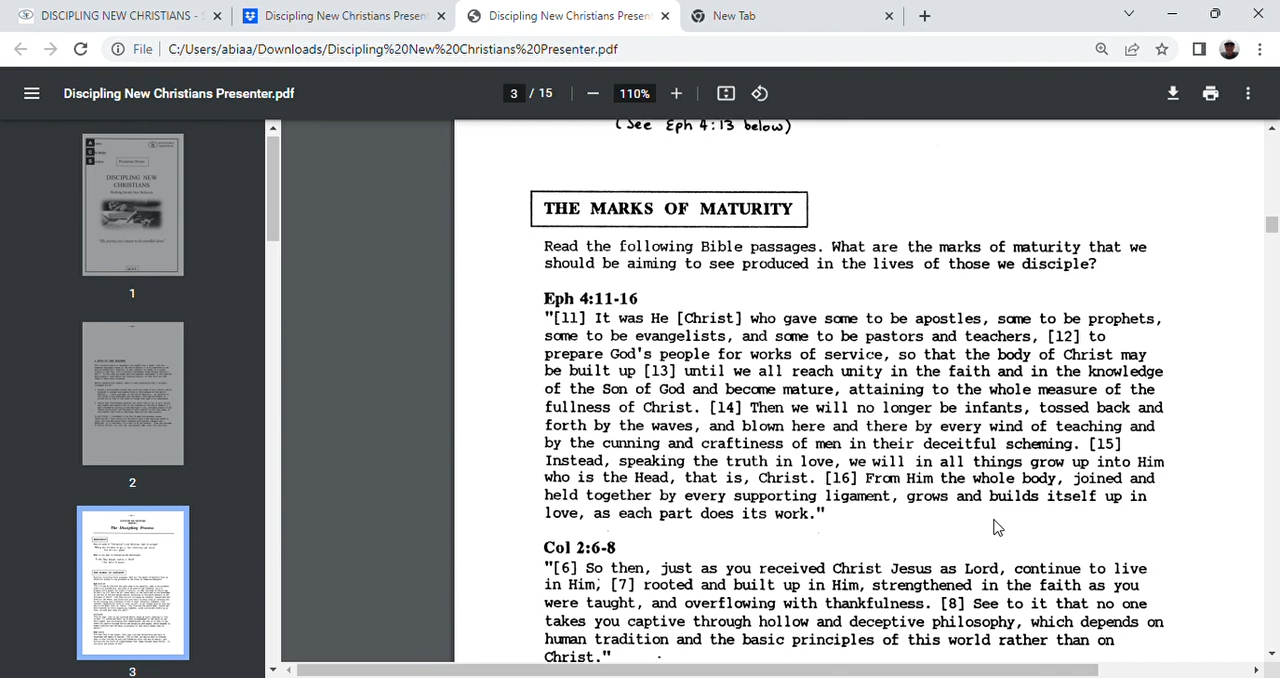 DISCIPLING NEW CHRISTIANS - S
Discipling New Christians Presen
Discipling New Christians Presen
New Tab
File
C:/Users/abiaa/Downloads/Discipling%20New%20Christians%20Presenter.pdf
Discipling New Christians Presenter.pdf
3 / 15
110%
DISCIPLING NEW
CHRISTIANS
1
2
The Discipling Process
3
(See Eph 4:13 below)
THE MARKS OF MATURITY
Read the following Bible passages. What are the marks of maturity that we
should be aiming to see produced in the lives of those we disciple?
Eph 4:11-16
"[11] It was He [Christ] who gave some to be apostles, some to be prophets,
some to be evangelists, and some to be pastors and teachers, [12] to
prepare God's people for works of service, so that the body of Christ may
be built up [13] until we all reach unity in the faith and in the knowledge
of the Son of God and become mature, attaining to the whole measure of the
fullness of Christ. [14] Then we will no longer be infants, tossed back and
forth by the waves, and blown here and there by every wind of teaching and
by the cunning and craftiness of men in their deceitful scheming. [15]
Instead, speaking the truth in love, we will in all things grow up into Him
who is the Head, that is, Christ. [16] From Him the whole body, joined and
held together by every supporting ligament, grows and builds itself up in
love, as each part does its work."
Col 2:6-8
"[6] So then, just as you received Christ Jesus as Lord, continue to live
in Him, [7] rooted and built up in Him, strengthened in the faith as you
were taught, and overflowing with thankfulness. [8] See to it that no one
takes you captive through hollow and deceptive philosophy, which depends on
human tradition and the basic principles of this world rather than on
Christ."